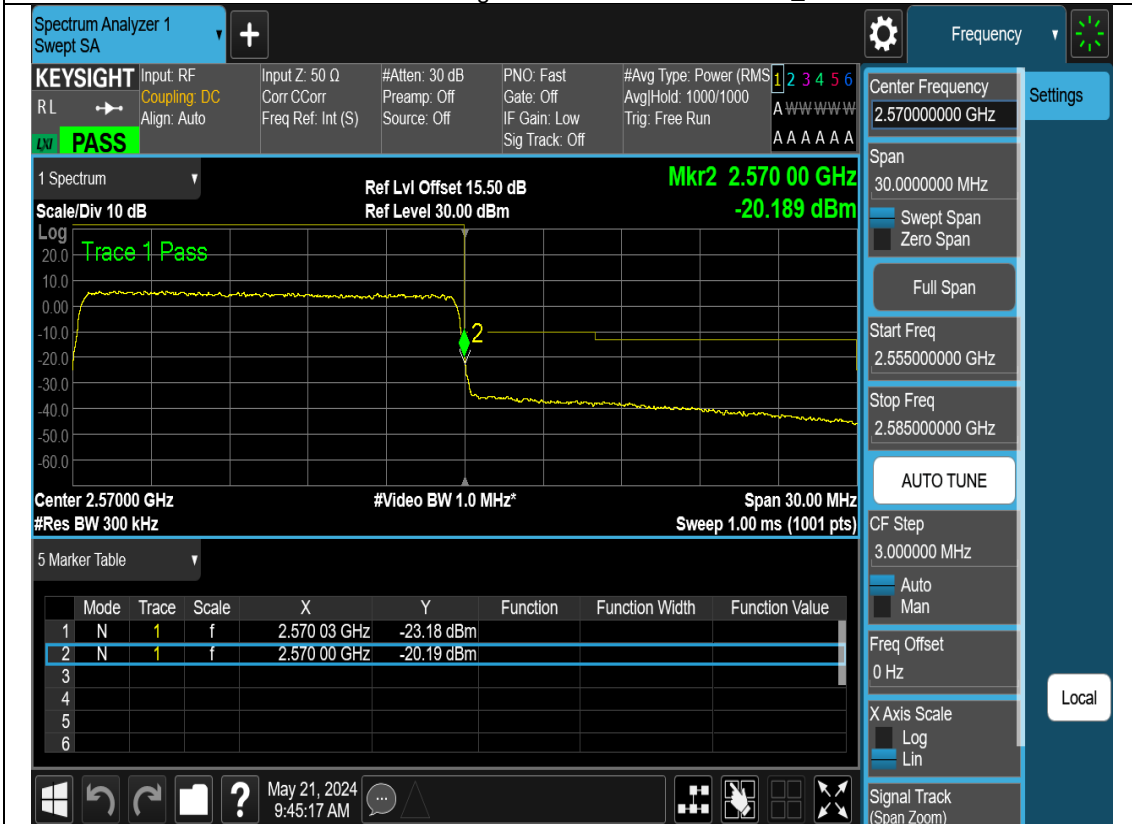 Spectrum Analyzer 1
Swept SA
+
Frequency
KEYSIGHT
R L
LXI
PASS
Input: RF
Coupling: DC
Align: Auto
Input Z: 50 Ω
Corr CCorr
Freq Ref: Int (S)
#Atten: 30 dB
Preamp: Off
Source: Off
PNO: Fast
Gate: Off
IF Gain: Low
Sig Track: Off
#Avg Type: Power (RMS
Avg|Hold: 1000/1000
Trig: Free Run
1 2 3 4 5 6
A W W W W W
A A A A A A
1 Spectrum
Scale/Div 10 dB
Ref Lvl Offset 15.50 dB
Ref Level 30.00 dBm
Mkr2 2.570 00 GHz
-20.189 dBm
Log
Trace 1 Pass
20.0
10.0
0.00
-10.0
-20.0
-30.0
-40.0
-50.0
-60.0
2
Center 2.57000 GHz
#Video BW 1.0 MHz*
Span 30.00 MHz
#Res BW 300 kHz
Sweep 1.00 ms (1001 pts)
5 Marker Table
Mode Trace Scale X Y Function Function Width Function Value
1 N 1 f 2.570 03 GHz -23.18 dBm
2 N 1 f 2.570 00 GHz -20.19 dBm
3
4
5
6
?
May 21, 2024
9:45:17 AM
Center Frequency
2.570000000 GHz
Settings
Span
30.0000000 MHz
Swept Span
Zero Span
Full Span
Start Freq
2.555000000 GHz
Stop Freq
2.585000000 GHz
AUTO TUNE
CF Step
3.000000 MHz
Auto
Man
Freq Offset
0 Hz
Local
X Axis Scale
Log
Lin
Signal Track
(Span Zoom)